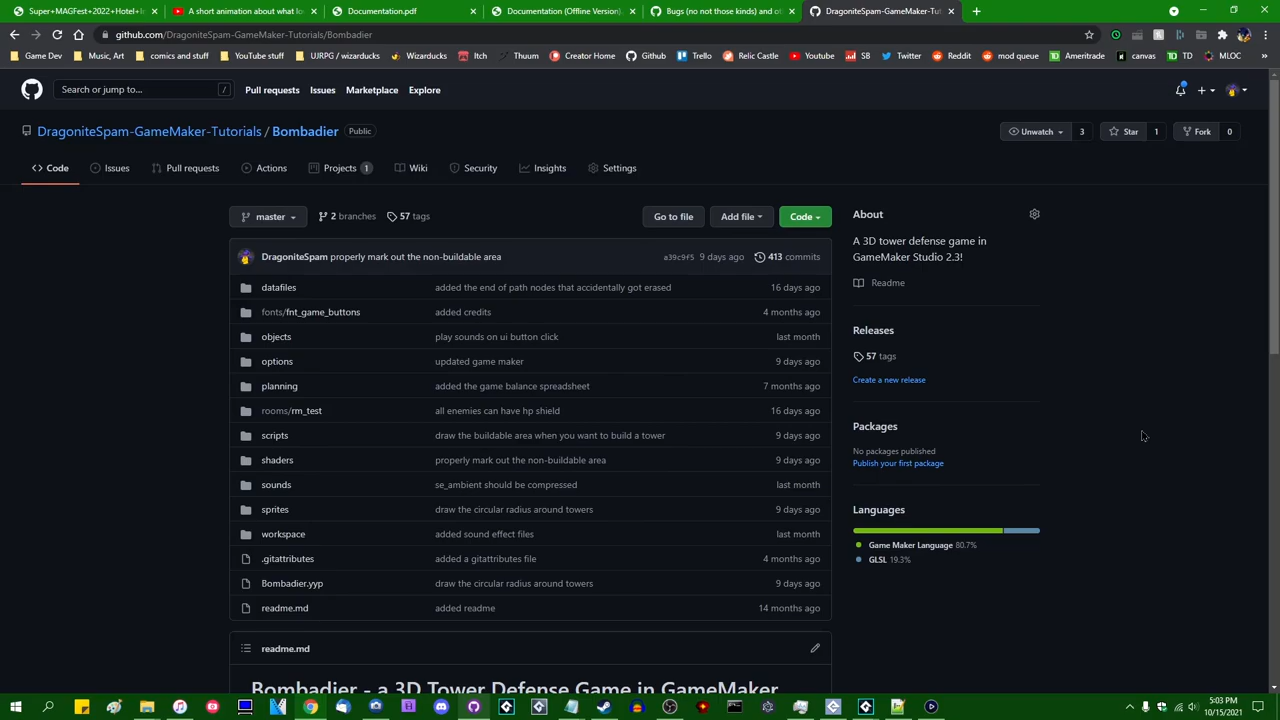 Super+MAGFest+2022+Hotel+In
A short animation about what lo
Documentation.pdf
Documentation (Offline Version).
Bugs (no not those kinds) and ot
DragoniteSpam-GameMaker-Tut
github.com/DragoniteSpam-GameMaker-Tutorials/Bombadier
Game Dev
Music, Art
comics and stuff
YouTube stuff
UJRPG / wizarducks
Wizarducks
Itch
Thuum
Creator Home
Github
Trello
Relic Castle
Youtube
SB
Twitter
Reddit
mod queue
Ameritrade
canvas
TD
MLOC
»
Search or jump to...
/
Pull requests
Issues
Marketplace
Explore
DragoniteSpam-GameMaker-Tutorials / Bombadier
Public
Unwatch
3
Star
1
Fork
0
<> Code
Issues
Pull requests
Actions
Projects
1
Wiki
Security
Insights
Settings
master
2 branches
57 tags
Go to file
Add file
Code
About
A 3D tower defense game in
GameMaker Studio 2.3!
Readme
DragoniteSpam properly mark out the non-buildable area
a39c9f5
9 days ago
413 commits
datafiles
added the end of path nodes that accidentally got erased
16 days ago
fonts/fnt_game_buttons
added credits
4 months ago
objects
play sounds on ui button click
last month
options
updated game maker
9 days ago
planning
added the game balance spreadsheet
7 months ago
rooms/rm_test
all enemies can have hp shield
16 days ago
scripts
draw the buildable area when you want to build a tower
9 days ago
shaders
properly mark out the non-buildable area
9 days ago
sounds
se_ambient should be compressed
last month
sprites
draw the circular radius around towers
9 days ago
workspace
added sound effect files
last month
.gitattributes
added a gitattributes file
4 months ago
Bombadier.yyp
draw the circular radius around towers
9 days ago
readme.md
added readme
14 months ago
Releases
57 tags
Create a new release
Packages
No packages published
Publish your first package
Languages
Game Maker Language 80.7%
GLSL 19.3%
readme.md
Bombadier - a 3D Tower Defense Game in GameMaker
5:03 PM
10/15/2021